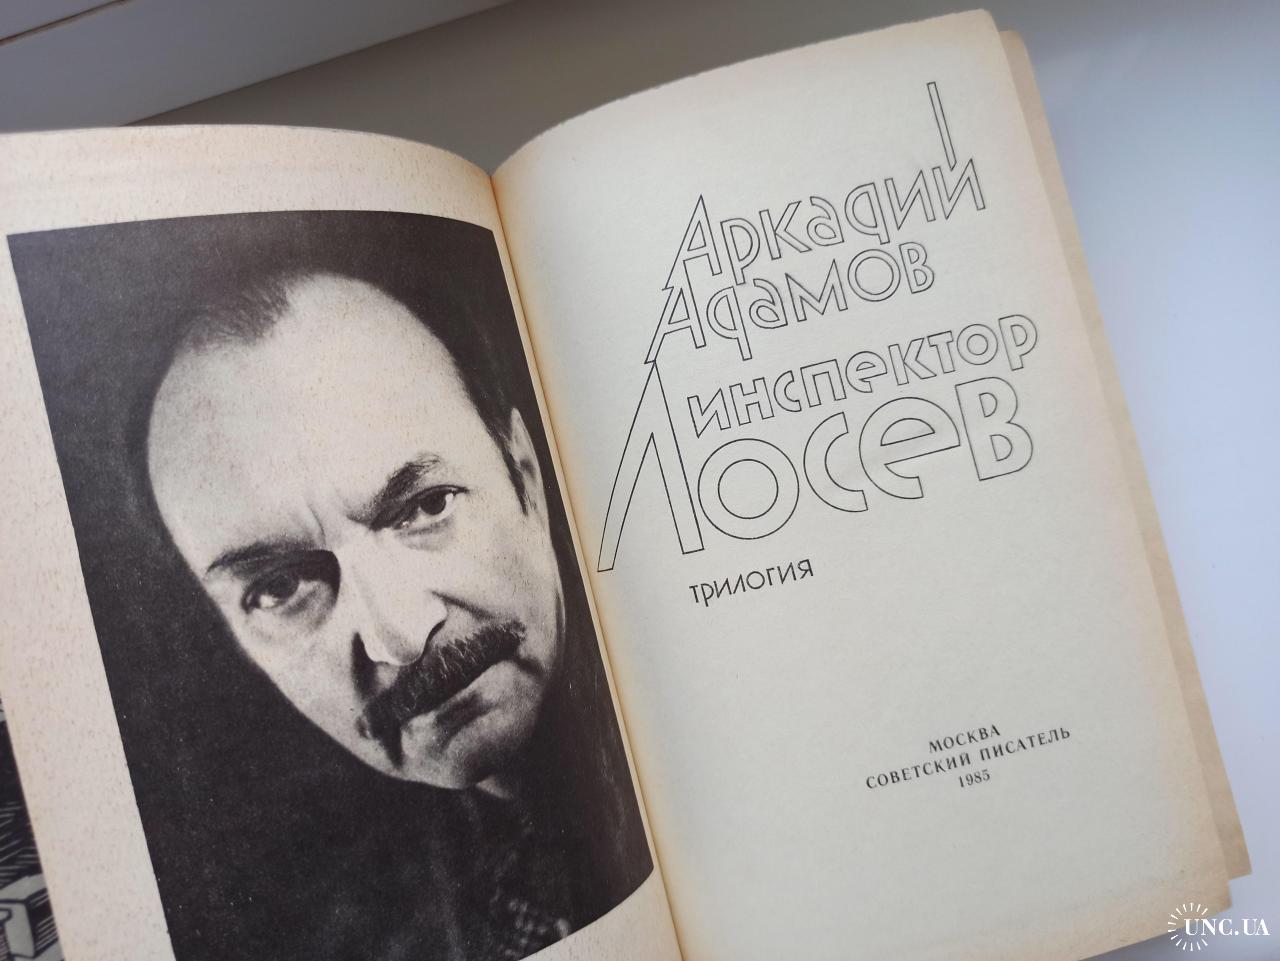 Аркадий
Адамов
инспектор
Лосев
трилогия
МОСКВА
СОВЕТСКИЙ ПИСАТЕЛЬ
1985
UNC.UA